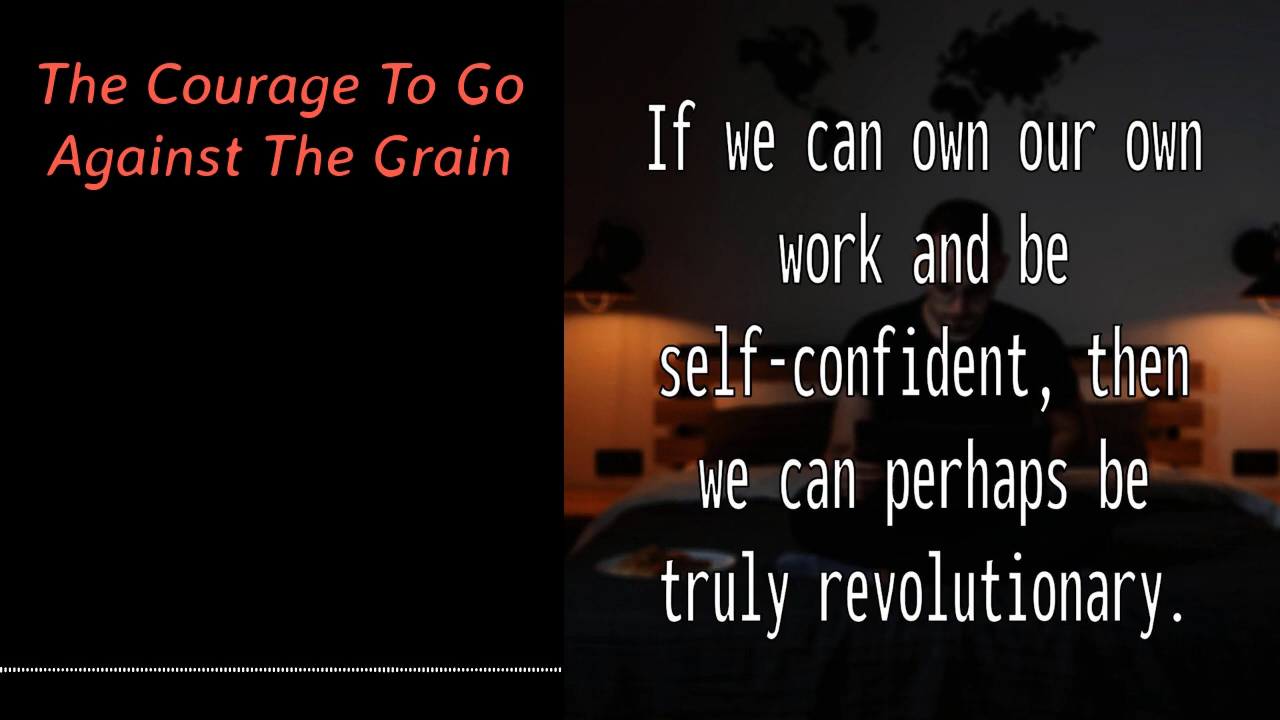 The Courage To Go
Against The Grain
If we can own our own
work and be
self-confident, then
we can perhaps be
truly revolutionary.